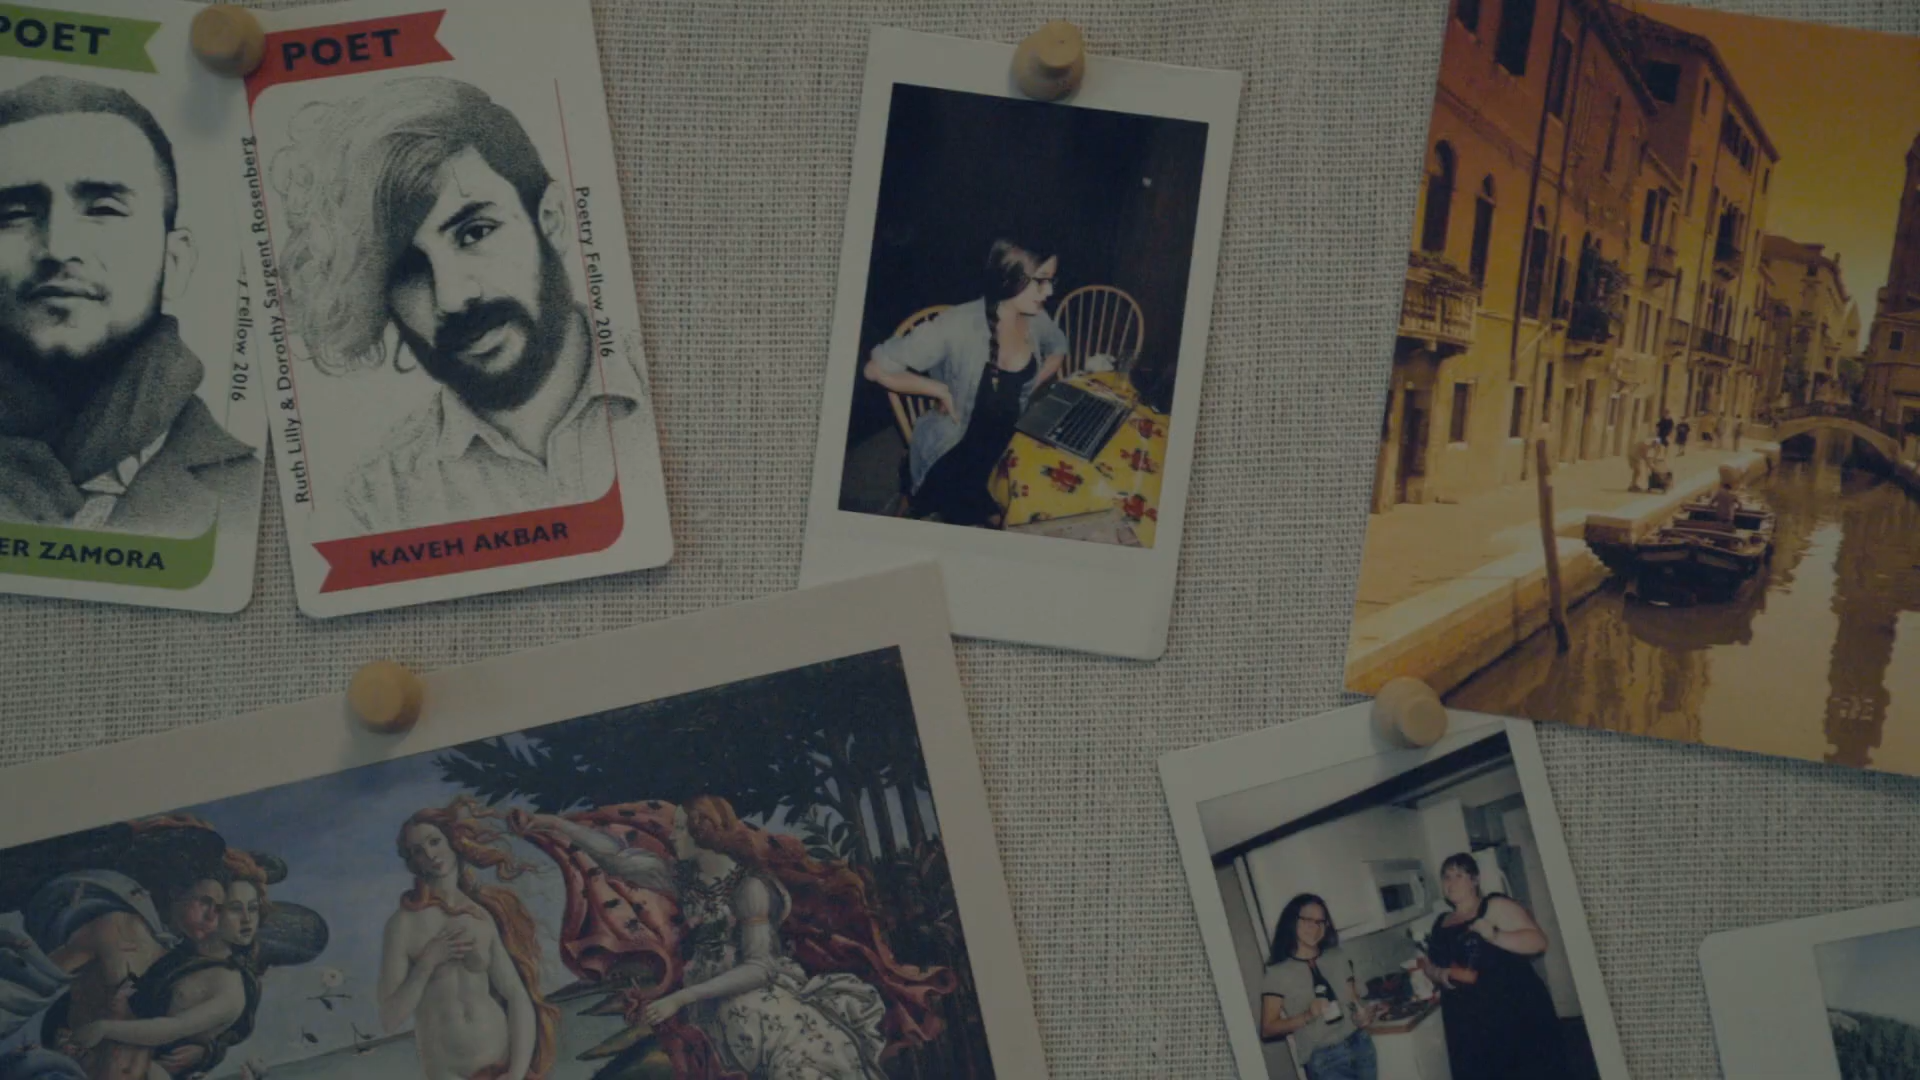 POET
POET
Ruth Lilly & Dorothy Sargent Rosenberg
Poetry Fellow 2016
Fellow 2016
ER ZAMORA
KAVEH AKBAR